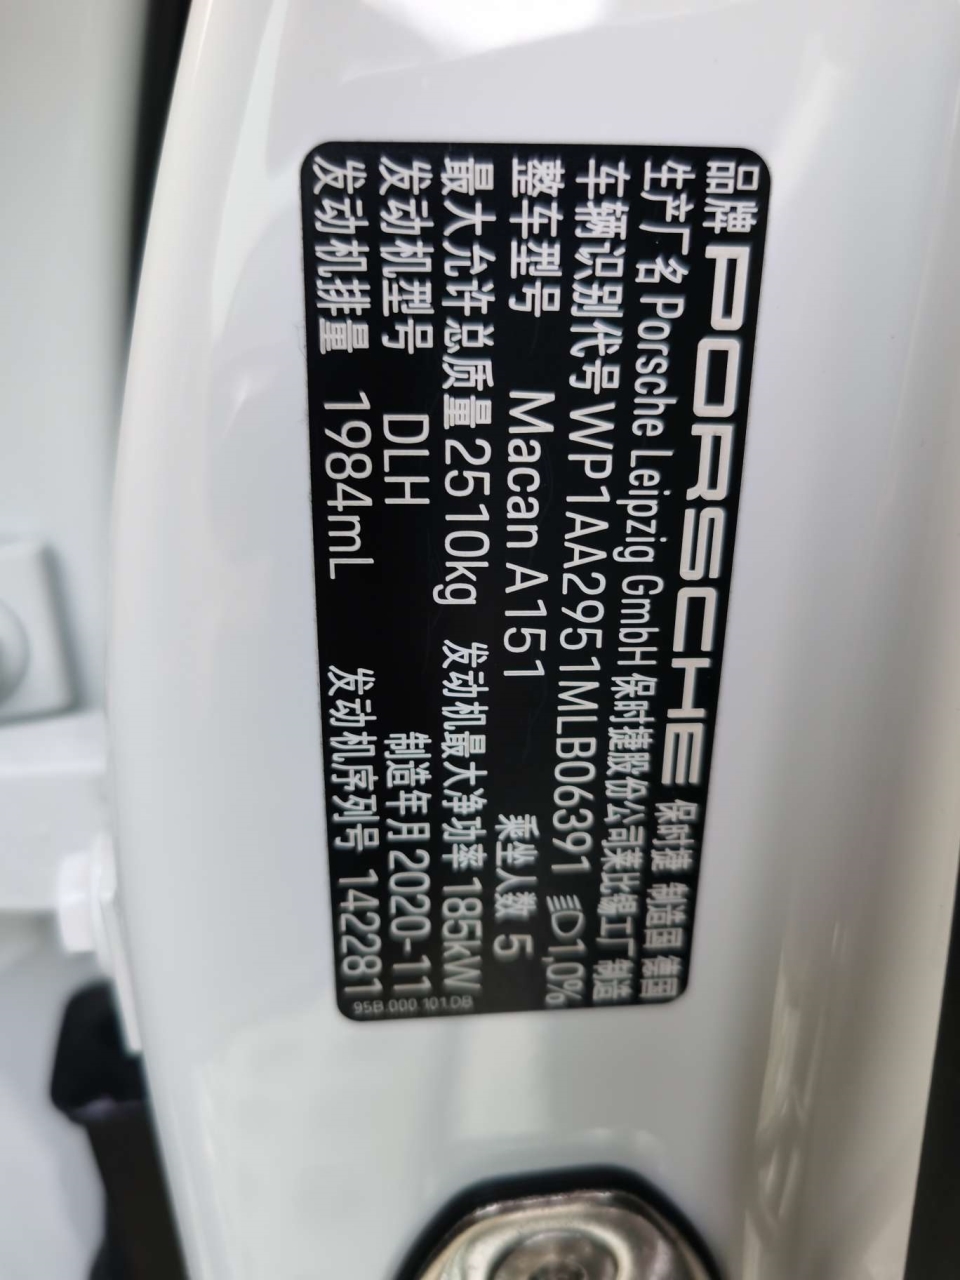 品牌 PORSCHE 保时捷 制造国 德国
生产厂名 Porsche Leipzig GmbH 保时捷股份公司莱比锡工厂 制造
车辆识别代号 WP1AA2951MLB06391 1,0%
整车型号 Macan A151 乘坐人数 5
最大允许总质量 2510kg 发动机最大净功率 185kW
发动机型号 DLH 制造年月 2020-11
发动机排量 1984mL 发动机序列号 142281
95B.000.101.DB